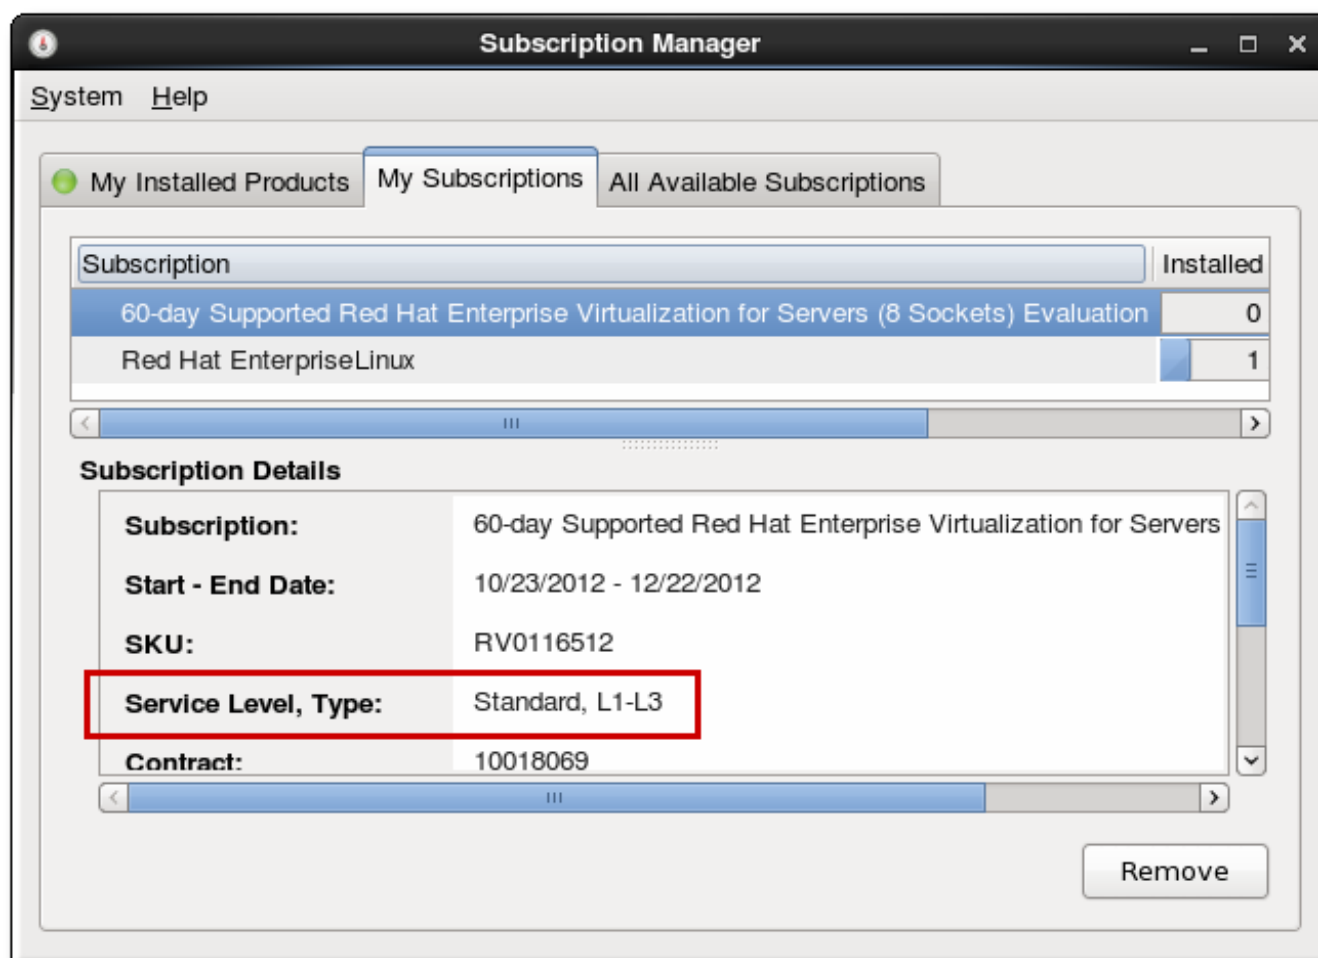 Subscription Manager
System Help
My Installed Products My Subscriptions All Available Subscriptions
Subscription Installed
60-day Supported Red Hat Enterprise Virtualization for Servers (8 Sockets) Evaluation 0
Red Hat EnterpriseLinux 1
Subscription Details
Subscription: 60-day Supported Red Hat Enterprise Virtualization for Servers
Start - End Date: 10/23/2012 - 12/22/2012
SKU: RV0116512
Service Level, Type: Standard, L1-L3
Contract: 10018069
Remove